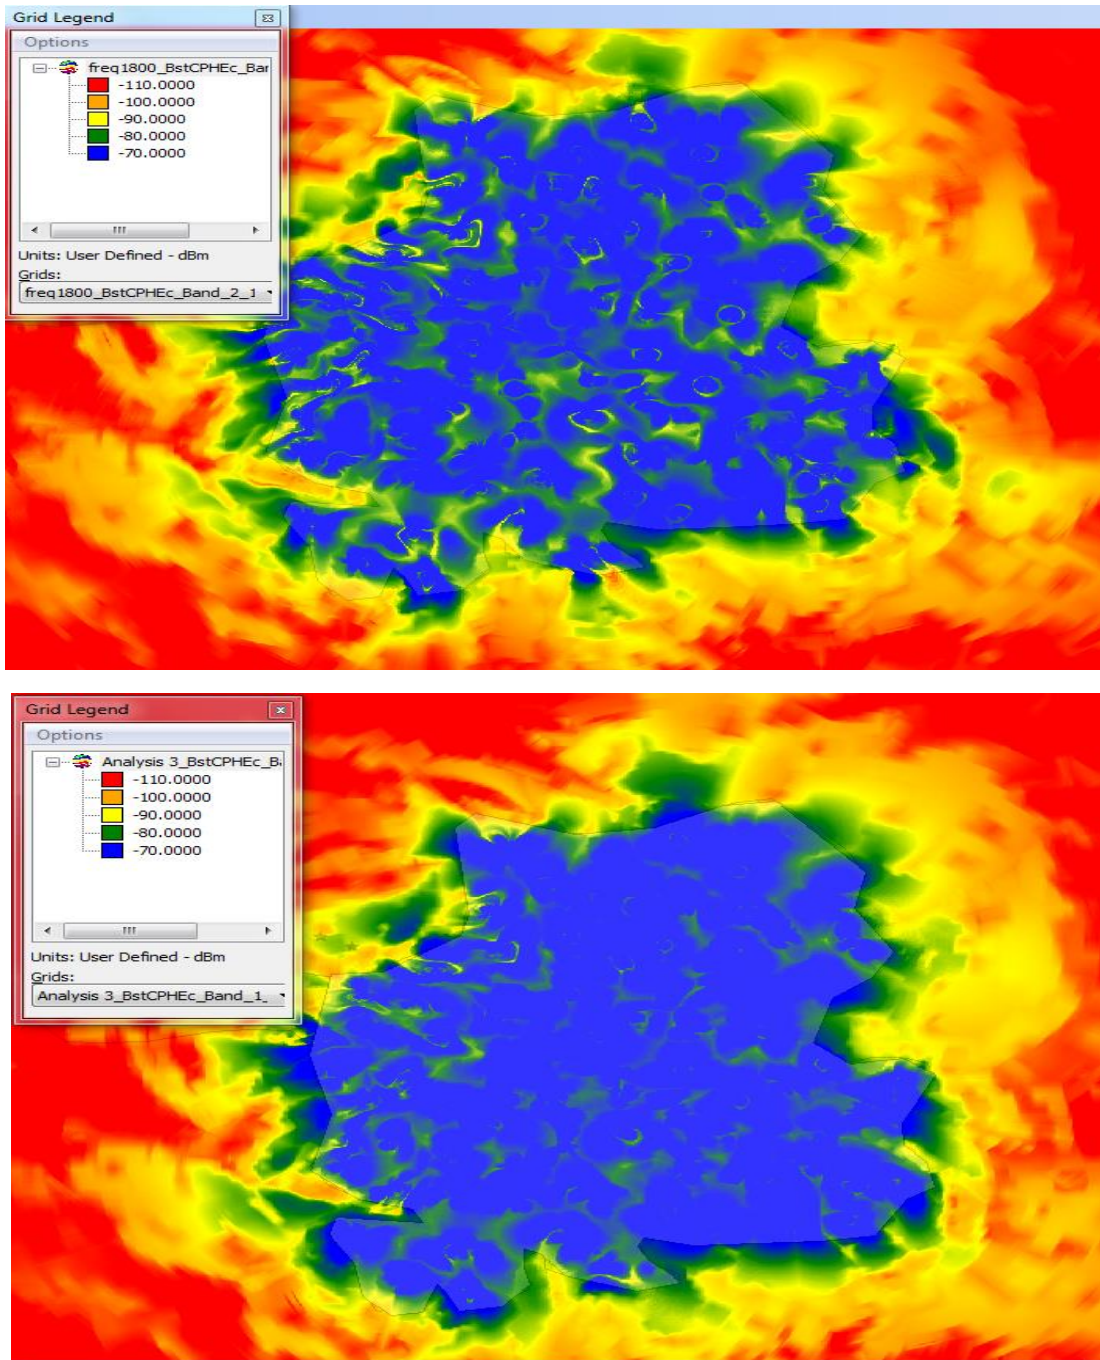 Grid Legend
Options
freq1800_BstCPHEc_Bar
-110.0000
-100.0000
-90.0000
-80.0000
-70.0000
Units: User Defined - dBm
Grids:
freq1800_BstCPHEc_Band_2_1
Grid Legend
Options
Analysis 3_BstCPHEc_B
-110.0000
-100.0000
-90.0000
-80.0000
-70.0000
Units: User Defined - dBm
Grids:
Analysis 3_BstCPHEc_Band_1_